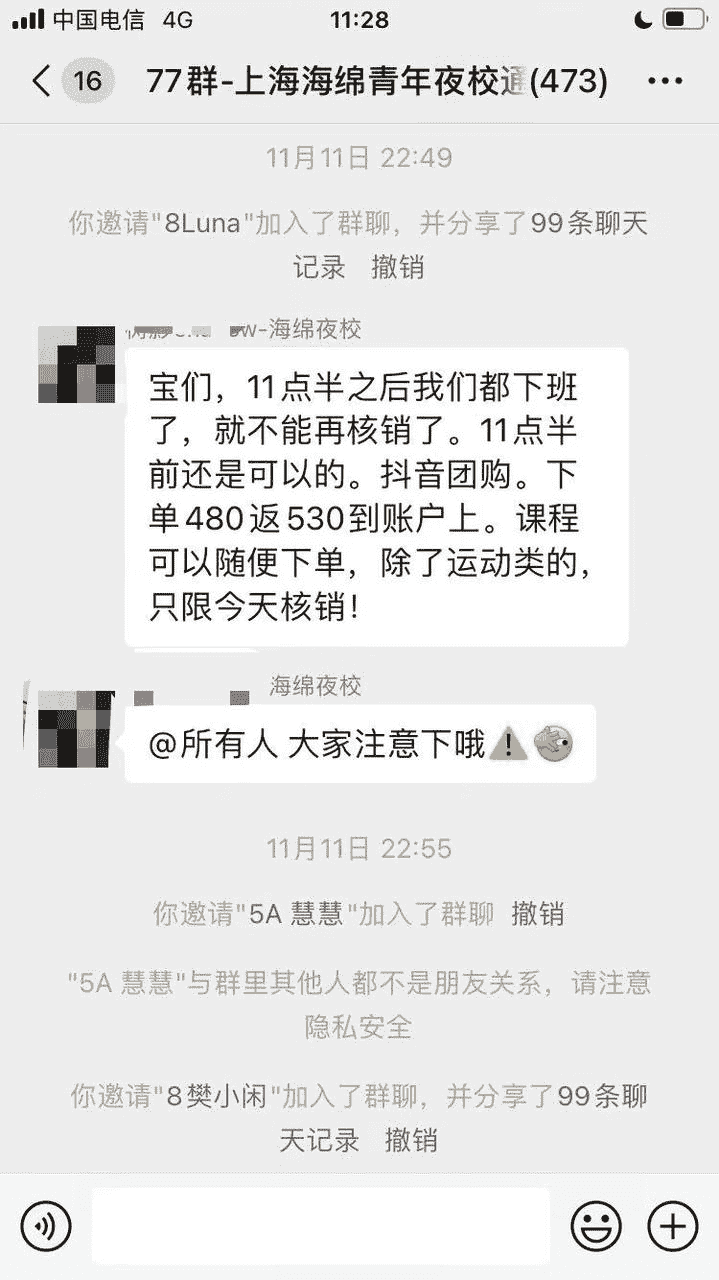 中国电信 4G 11:28
16 77群-上海海绵青年夜校通(473)
11月11日 22:49
你邀请"8Luna"加入了群聊，并分享了99条聊天
记录 撤销
-海绵夜校
宝们，11点半之后我们都下班
了，就不能再核销了。11点半
前还是可以的。抖音团购。下
单480返530到账户上。课程
可以随便下单，除了运动类的，
只限今天核销！
海绵夜校
@所有人 大家注意下哦
11月11日 22:55
你邀请"5A 慧慧"加入了群聊 撤销
"5A 慧慧"与群里其他人都不是朋友关系，请注意
隐私安全
你邀请"8樊小闲"加入了群聊，并分享了99条聊
天记录 撤销